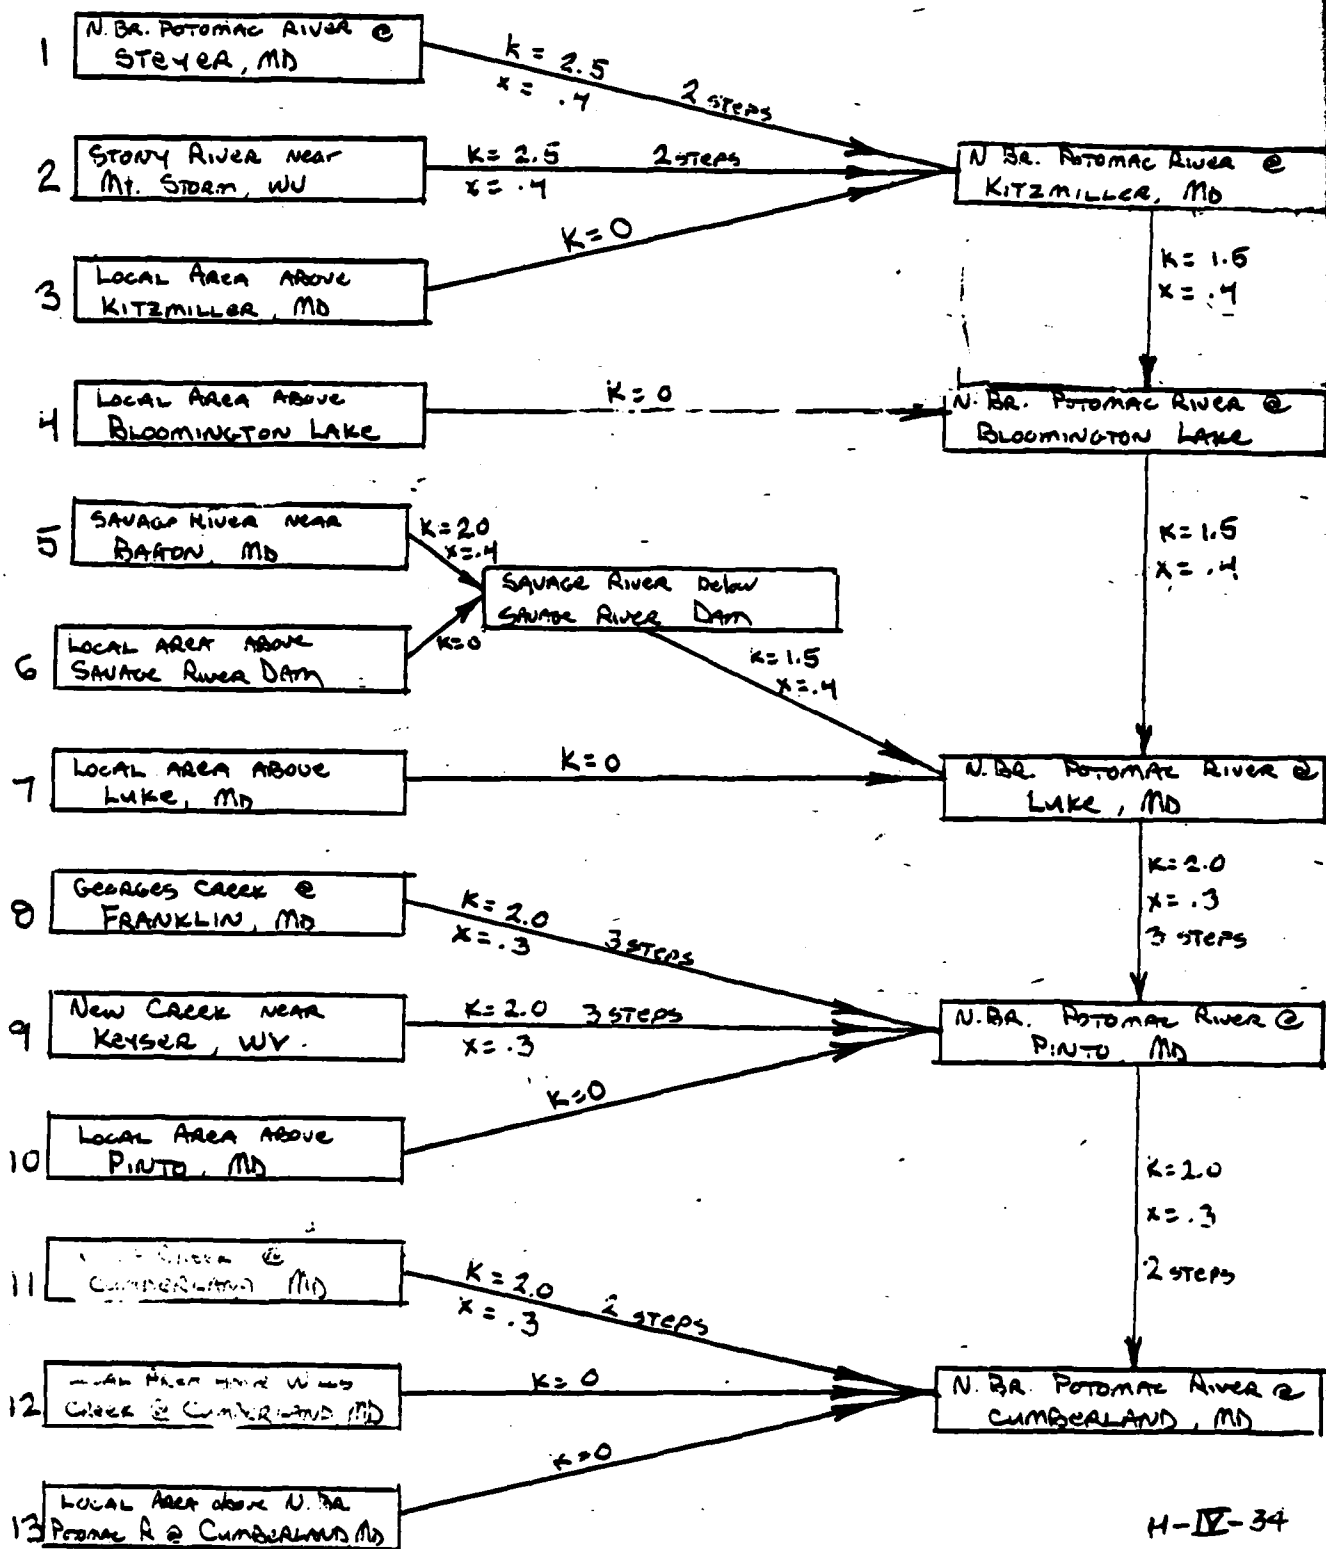 1
N. BR. POTOMAC RIVER @
STEYER, MD
K = 2.5
x = .4
2 STEPS
2
STONY RIVER NEAR
MT. STORM, WV
K = 2.5
x = .4
2 STEPS
N BR. POTOMAC RIVER @
KITZMILLER, MD
3
LOCAL AREA ABOVE
KITZMILLER, MD
K = 0
K = 1.5
x = .4
4
LOCAL AREA ABOVE
BLOOMINGTON LAKE
K = 0
N. BR. POTOMAC RIVER @
BLOOMINGTON LAKE
5
SAVAGE RIVER NEAR
BARTON, MD
K = 2.0
x = .4
SAVAGE RIVER BELOW
SAVAGE RIVER DAM
K = 1.5
x = .4
6
LOCAL AREA ABOVE
SAVAGE RIVER DAM
K = 0
K = 1.5
x = .4
7
LOCAL AREA ABOVE
LUKE, MD
K = 0
N. BR. POTOMAC RIVER @
LUKE, MD
8
GEORGES CREEK @
FRANKLIN, MD
K = 2.0
x = .3
3 STEPS
K = 2.0
x = .3
3 STEPS
9
NEW CREEK NEAR
KEYSER, WV.
K = 2.0
x = .3
3 STEPS
N. BR. POTOMAC RIVER @
PINTO, MD
10
LOCAL AREA ABOVE
PINTO, MD
K = 0
K = 2.0
x = .3
2 STEPS
11
CREEK @
CUMBERLAND MD
K = 2.0
x = .3
2 STEPS
12
AREA WILLS
CREEK @ CUMBERLAND MD
K = 0
N. BR. POTOMAC RIVER @
CUMBERLAND, MD
13
LOCAL AREA above N. BR
POTOMAC R @ CUMBERLAND MD
K = 0
H-IV-34